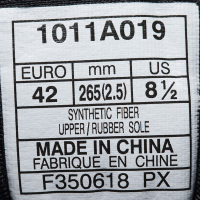 1011A019
EURO mm US
42 265(2.5) 8½
SYNTHETIC FIBER
UPPER/RUBBER SOLE
MADE IN CHINA
FABRIQUE EN CHINE
F350618 PX